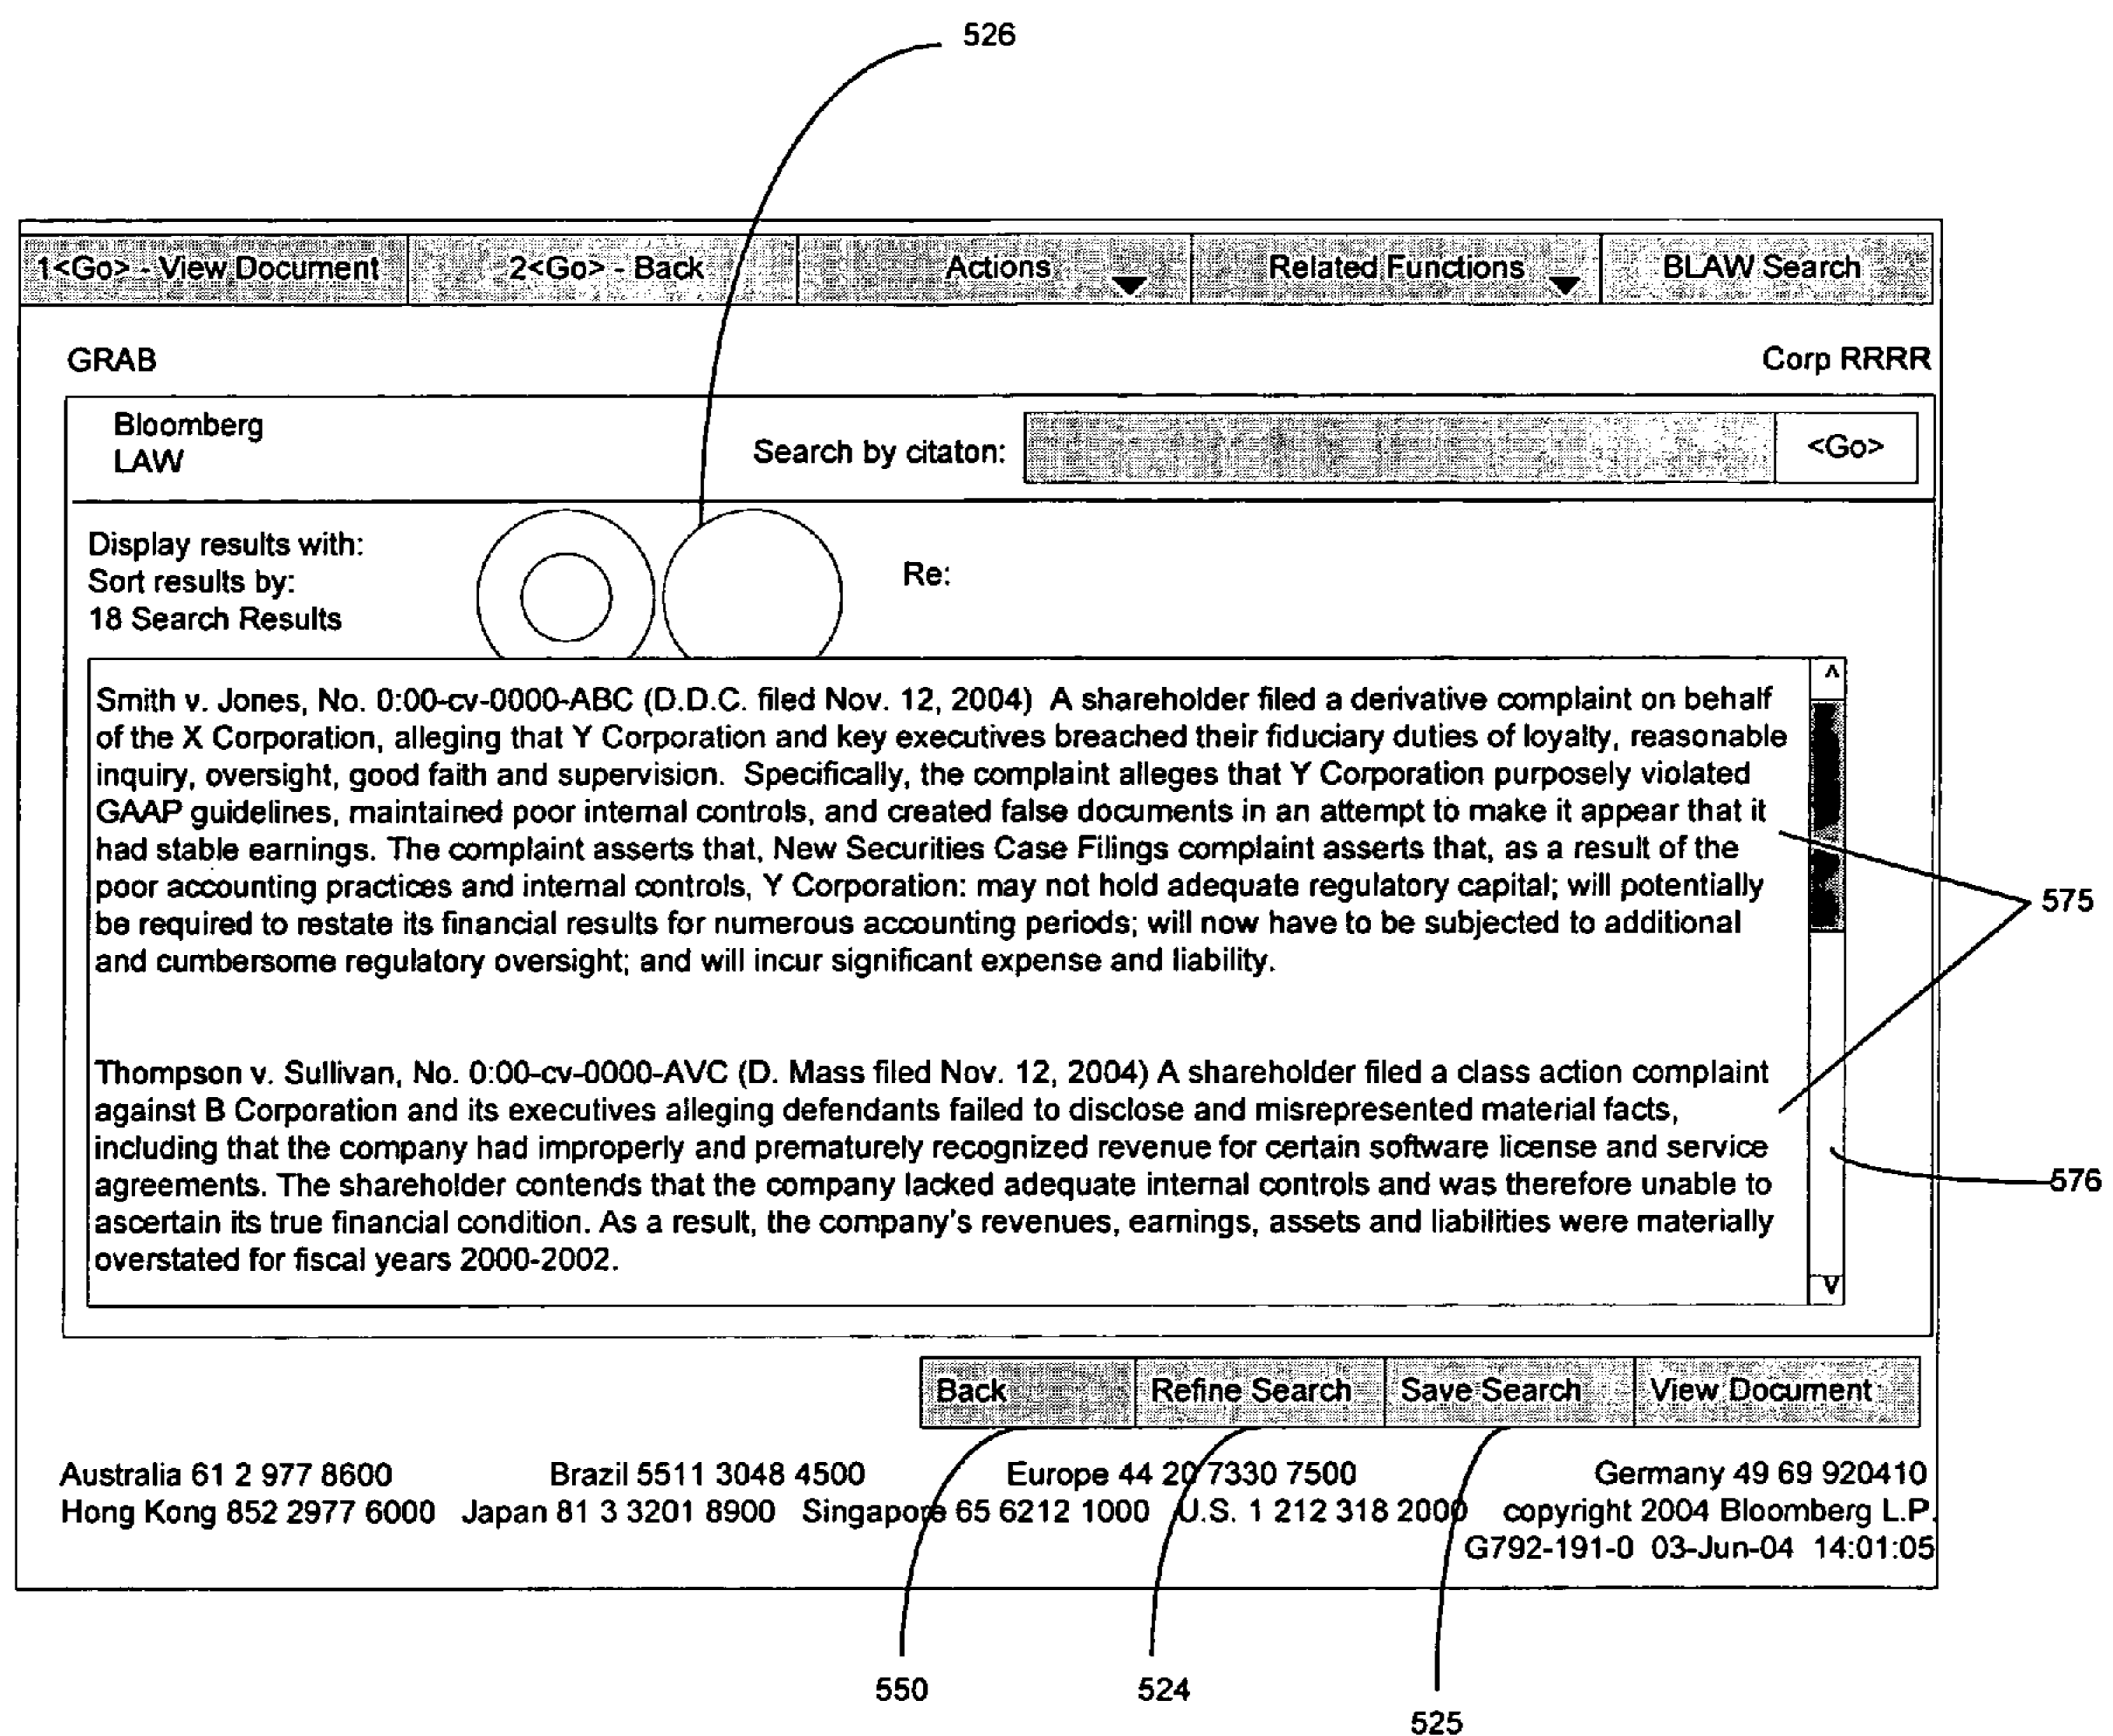 526
1<Go> - View Document 2<Go> - Back Actions Related Functions BLAW Search
GRAB Corp RRRR
Bloomberg
LAW
Search by citaton: <Go>
Display results with:
Sort results by:
18 Search Results
Re:
Smith v. Jones, No. 0:00-cv-0000-ABC (D.D.C. filed Nov. 12, 2004) A shareholder filed a derivative complaint on behalf
of the X Corporation, alleging that Y Corporation and key executives breached their fiduciary duties of loyalty, reasonable
inquiry, oversight, good faith and supervision. Specifically, the complaint alleges that Y Corporation purposely violated
GAAP guidelines, maintained poor internal controls, and created false documents in an attempt to make it appear that it
had stable earnings. The complaint asserts that, New Securities Case Filings complaint asserts that, as a result of the
poor accounting practices and internal controls, Y Corporation: may not hold adequate regulatory capital; will potentially
be required to restate its financial results for numerous accounting periods; will now have to be subjected to additional
and cumbersome regulatory oversight; and will incur significant expense and liability.
575
Thompson v. Sullivan, No. 0:00-cv-0000-AVC (D. Mass filed Nov. 12, 2004) A shareholder filed a class action complaint
against B Corporation and its executives alleging defendants failed to disclose and misrepresented material facts,
including that the company had improperly and prematurely recognized revenue for certain software license and service
agreements. The shareholder contends that the company lacked adequate internal controls and was therefore unable to
ascertain its true financial condition. As a result, the company's revenues, earnings, assets and liabilities were materially
overstated for fiscal years 2000-2002.
576
Back Refine Search Save Search View Document
Australia 61 2 977 8600 Brazil 5511 3048 4500 Europe 44 20 7330 7500 Germany 49 69 920410
Hong Kong 852 2977 6000 Japan 81 3 3201 8900 Singapore 65 6212 1000 U.S. 1 212 318 2000 copyright 2004 Bloomberg L.P.
G792-191-0 03-Jun-04 14:01:05
550 524
525